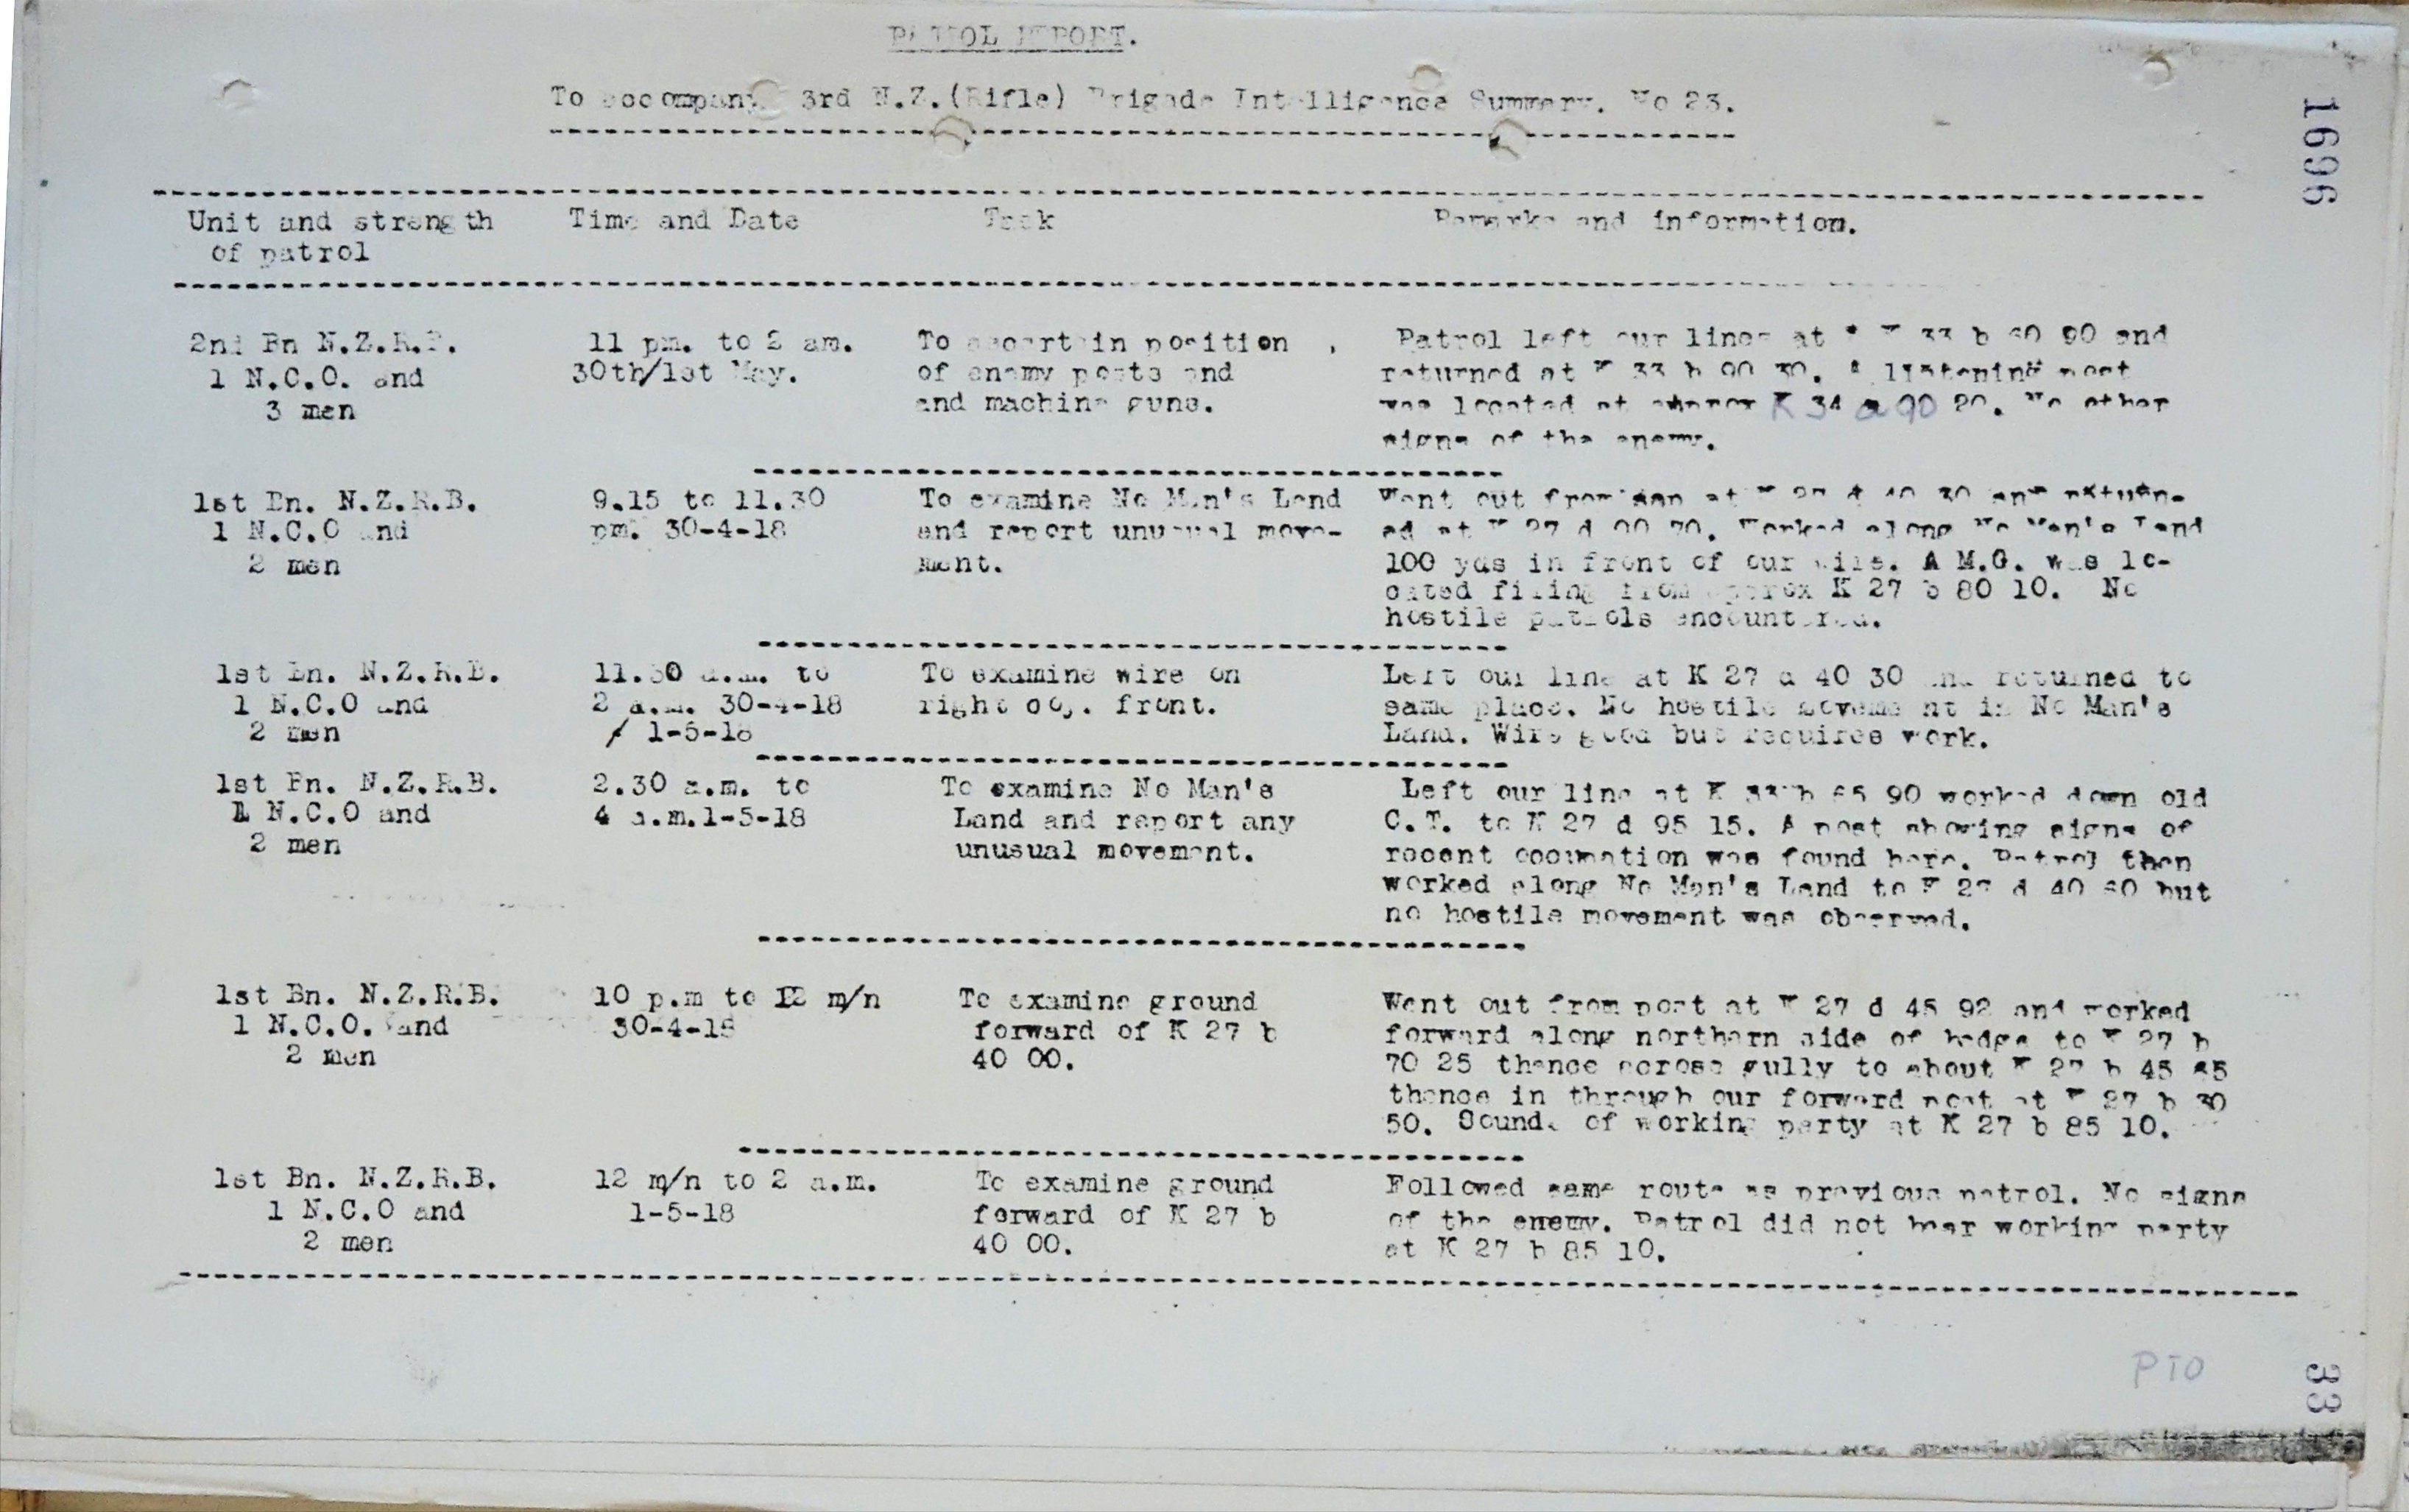 PATROL REPORT.
To accompany 3rd N.Z.(Rifle) Brigade Intelligence Summary. No 23.
1696
Unit and strength of patrol
Time and Date
Task
Remarks and information.
2nd Bn N.Z.R.B.
1 N.C.O. and
3 men
11 pm. to 2 am.
30th/1st May.
To ascertain position
of enemy posts and
and machine guns.
Patrol left our lines at K 33 b 60 90 and
returned at K 33 b 90 30. A listening post
was located at approx K 34 a 90 20. No other
signs of the enemy.
1st Bn. N.Z.R.B.
1 N.C.O and
2 men
9.15 to 11.30
pm. 30-4-18
To examine No Man's Land
and report unusual move-
ment.
Went out from sap at K 27 d 40 30 and return-
ed at K 27 d 00 70. Worked along No Man's Land
100 yds in front of our wire. A M.G. was lo-
cated firing from approx K 27 b 80 10. No
hostile patrols encountered.
1st Bn. N.Z.R.B.
1 N.C.O and
2 men
11.30 a.m. to
2 a.m. 30-4-18
/ 1-5-18
To examine wire on
right coy. front.
Left our line at K 27 d 40 30 and returned to
same place. No hostile movement in No Man's
Land. Wire good but requires work.
1st Bn. N.Z.R.B.
1 N.C.O and
2 men
2.30 a.m. to
4 a.m.1-5-18
To examine No Man's
Land and report any
unusual movement.
Left our line at K 33 b 65 90 worked down old
C.T. to K 27 d 95 15. A post showing signs of
recent occupation was found here. Patrol then
worked along No Man's Land to K 27 d 40 60 but
no hostile movement was observed.
1st Bn. N.Z.R.B.
1 N.C.O. and
2 men
10 p.m to 12 m/n
30-4-18
To examine ground
forward of K 27 b
40 00.
Went out from post at K 27 d 45 92 and worked
forward along northern side of hedge to K 27 b
70 25 thence across gully to about K 27 b 45 65
thence in through our forward post at K 27 b 30
50. Sounds of working party at K 27 b 85 10.
1st Bn. N.Z.R.B.
1 N.C.O and
2 men
12 m/n to 2 a.m.
1-5-18
To examine ground
forward of K 27 b
40 00.
Followed same route as previous patrol. No signs
of the enemy. Patrol did not hear working party
at K 27 b 85 10.
PTO
33